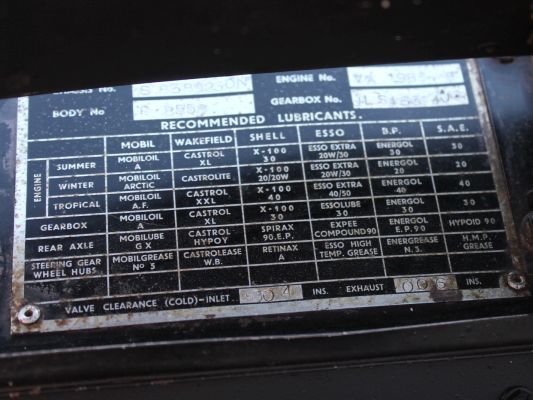 CHASSIS No.
ENGINE No.
BODY No
GEARBOX No.
RECOMMENDED LUBRICANTS.
MOBIL WAKEFIELD SHELL ESSO B.P. S.A.E.
ENGINE
SUMMER MOBILOIL A CASTROL XL X-100 30 ESSO EXTRA 20W/30 ENERGOL 30 30
WINTER MOBILOIL ARCTIC CASTROLITE X-100 20/20W ESSO EXTRA 20W/30 ENERGOL 20 20
TROPICAL MOBILOIL A.F. CASTROL XXL X-100 40 ESSO EXTRA 40/50 ENERGOL 40 40
GEARBOX MOBILOIL A CASTROL XL X-100 30 ESSOLUBE 30 ENERGOL 30 30
REAR AXLE MOBILUBE GX CASTROL HYPOY SPIRAX 90.E.P. EXPEE COMPOUND90 ENERGOL E.P.90 HYPOID 90
STEERING GEAR WHEEL HUBS MOBILGREASE No 5 CASTROLEASE W.B. RETINAX A ESSO HIGH TEMP. GREASE ENERGREASE N.3. H.M.P. GREASE
VALVE CLEARANCE (COLD)-INLET. INS. EXHAUST .006 INS.